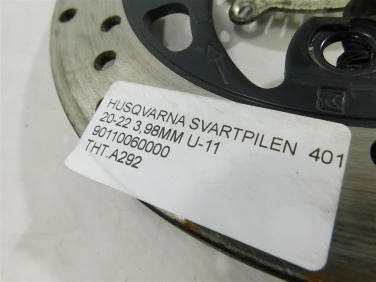 HUSQVARNA SVARTPILEN 401
20-22 3,98MM U-11
90110060000
THT.A292